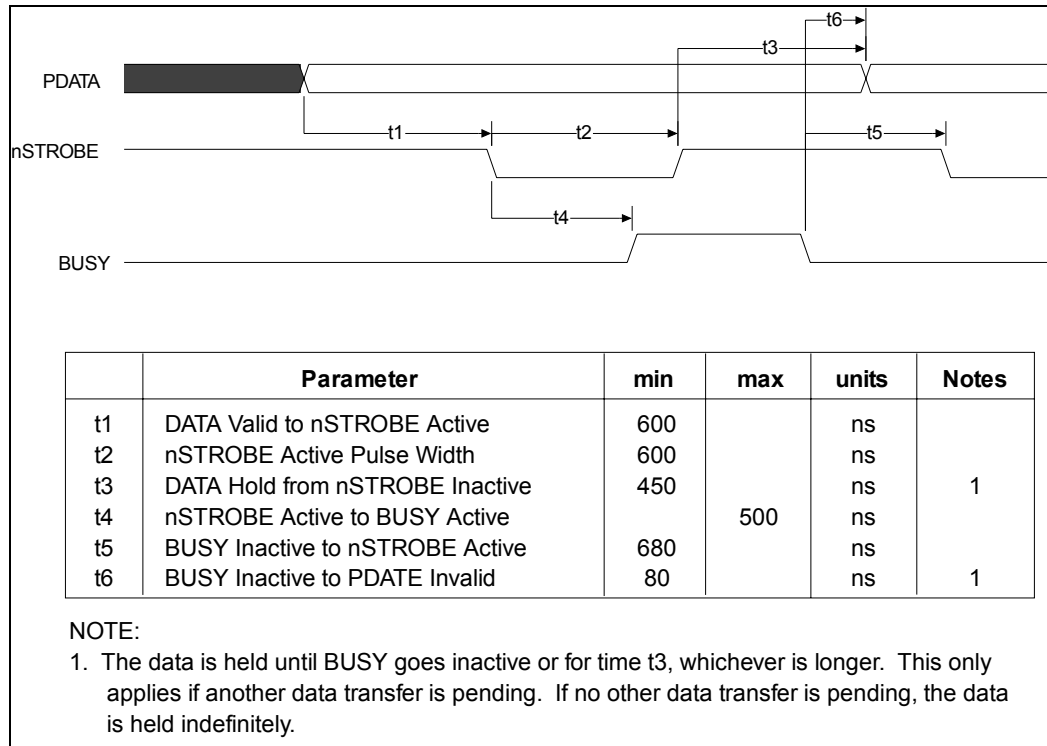 t6
t3
PDATA
t1
t2
t5
nSTROBE
t4
BUSY
Parameter min max units Notes
t1 DATA Valid to nSTROBE Active 600 ns
t2 nSTROBE Active Pulse Width 600 ns
t3 DATA Hold from nSTROBE Inactive 450 ns 1
t4 nSTROBE Active to BUSY Active 500 ns
t5 BUSY Inactive to nSTROBE Active 680 ns
t6 BUSY Inactive to PDATE Invalid 80 ns 1
NOTE:
1. The data is held until BUSY goes inactive or for time t3, whichever is longer. This only
applies if another data transfer is pending. If no other data transfer is pending, the data
is held indefinitely.